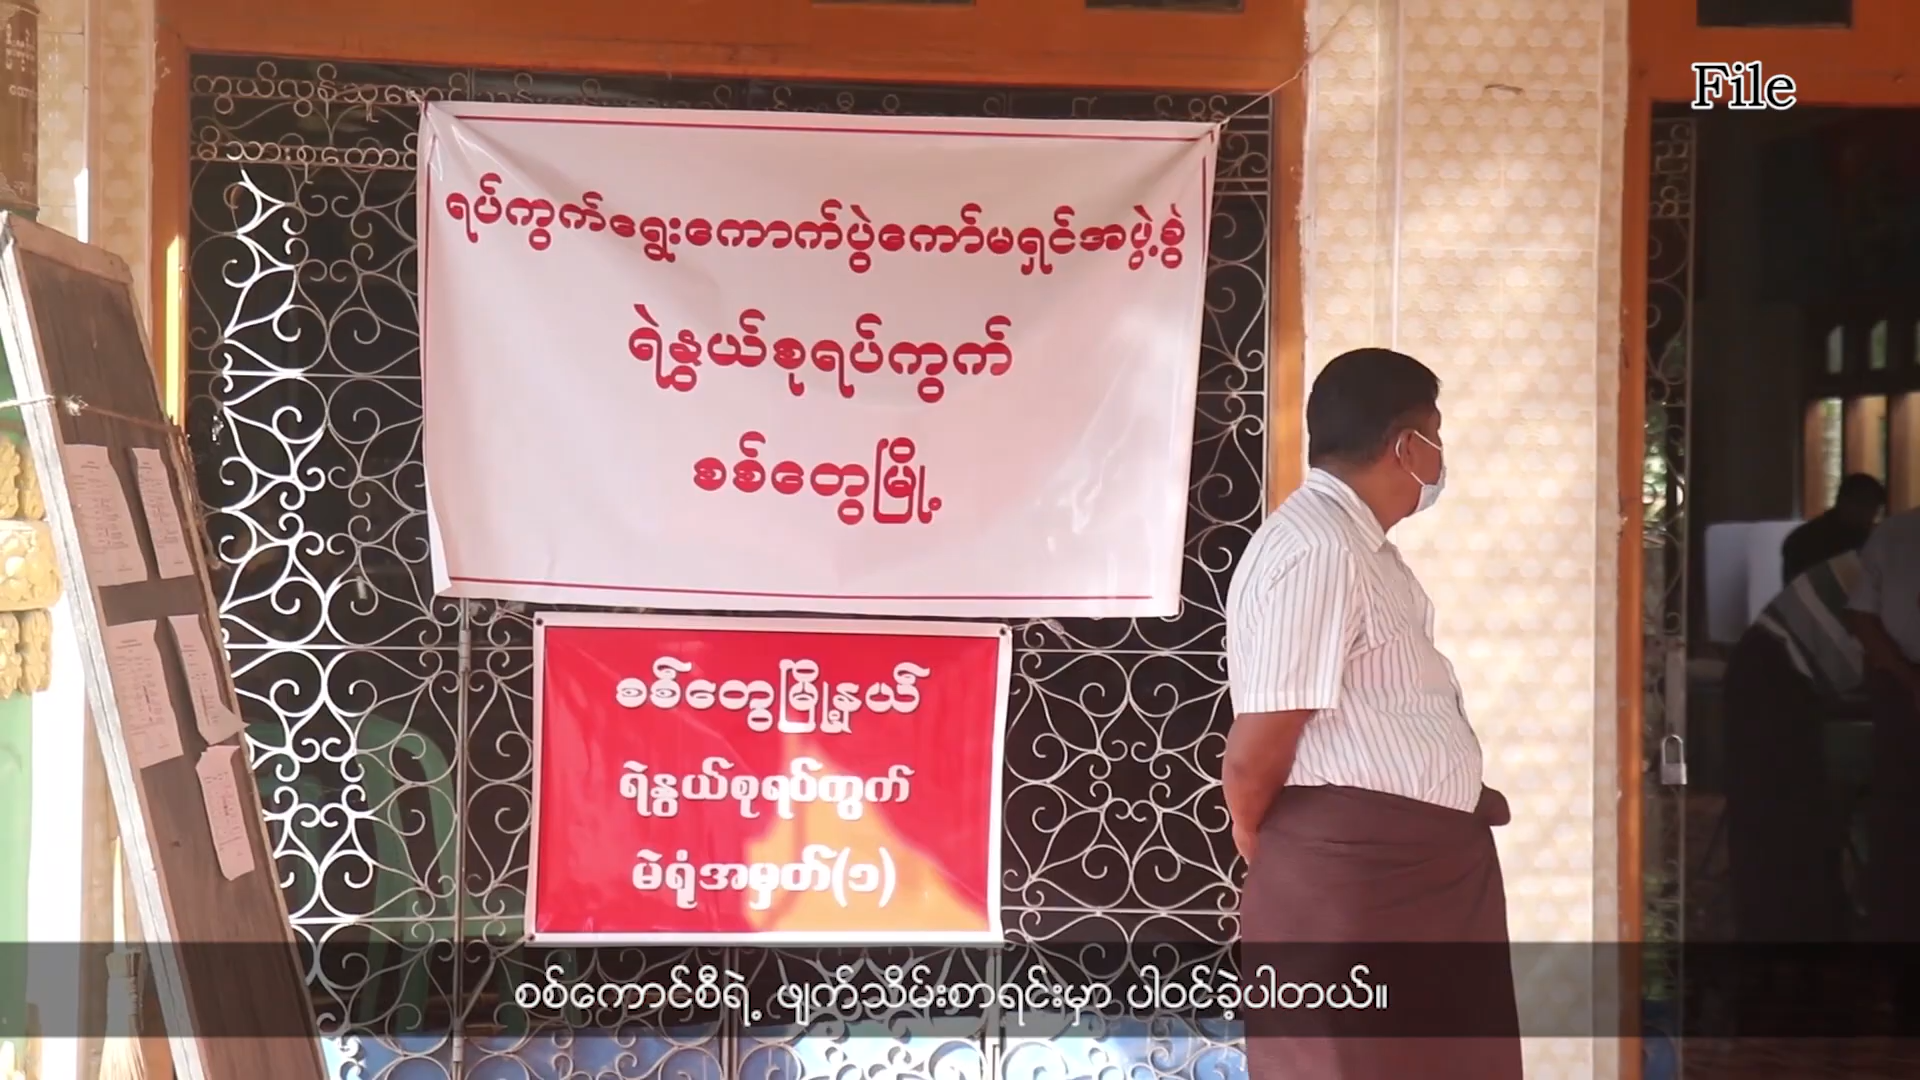 File
ရပ်ကွက်ရွေးကောက်ပွဲကော်မရှင်အဖွဲ့ခွဲ
ရဲနွယ်စုရပ်ကွက်
စစ်တွေမြို့
စစ်တွေမြို့နယ်
ရဲနွယ်စုရပ်ကွက်
မဲရုံအမှတ်(၁)
စစ်ကောင်စီရဲ့ ဖျက်သိမ်းစာရင်းမှာ ပါဝင်ခဲ့ပါတယ်။